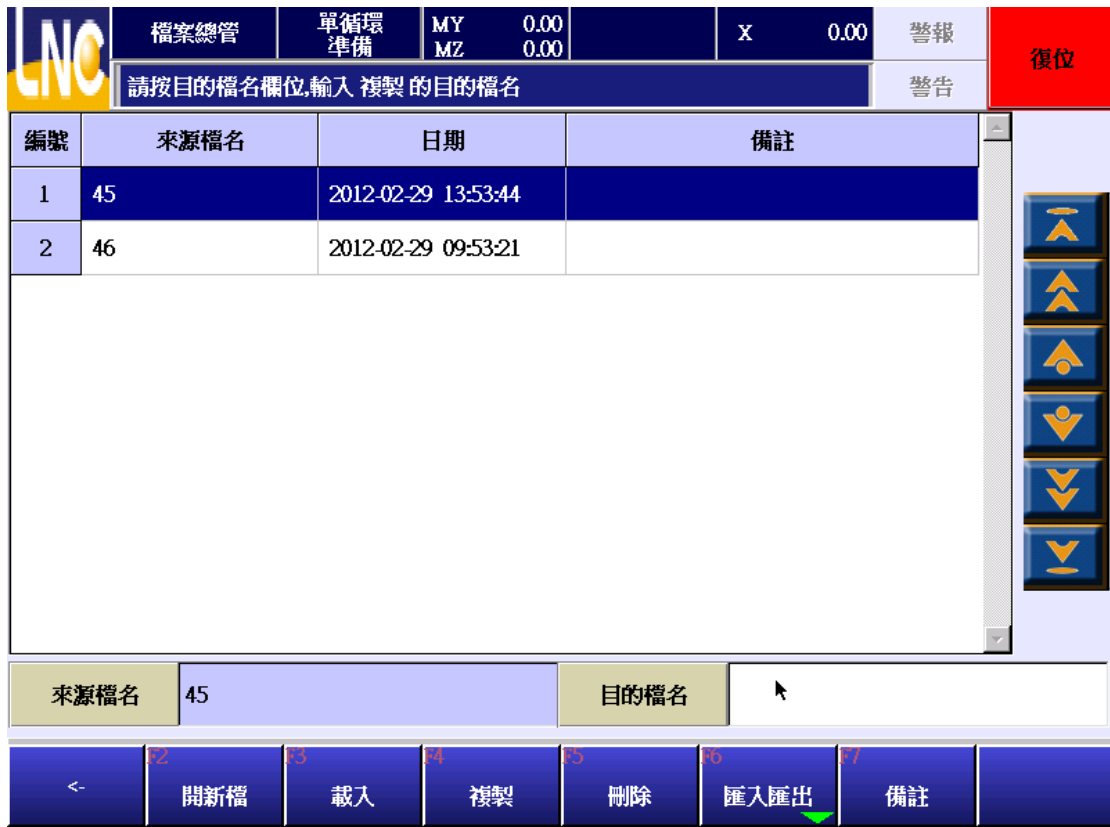 LNC
檔案總管
單循環
準備
MY 0.00
MZ 0.00
X 0.00
警報
復位
請按目的檔名欄位,輸入 複製 的目的檔名
警告
編號 來源檔名 日期 備註
1 45 2012-02-29 13:53:44
2 46 2012-02-29 09:53:21
來源檔名 45 目的檔名
<-
F2 開新檔
F3 載入
F4 複製
F5 刪除
F6 匯入匯出
F7 備註